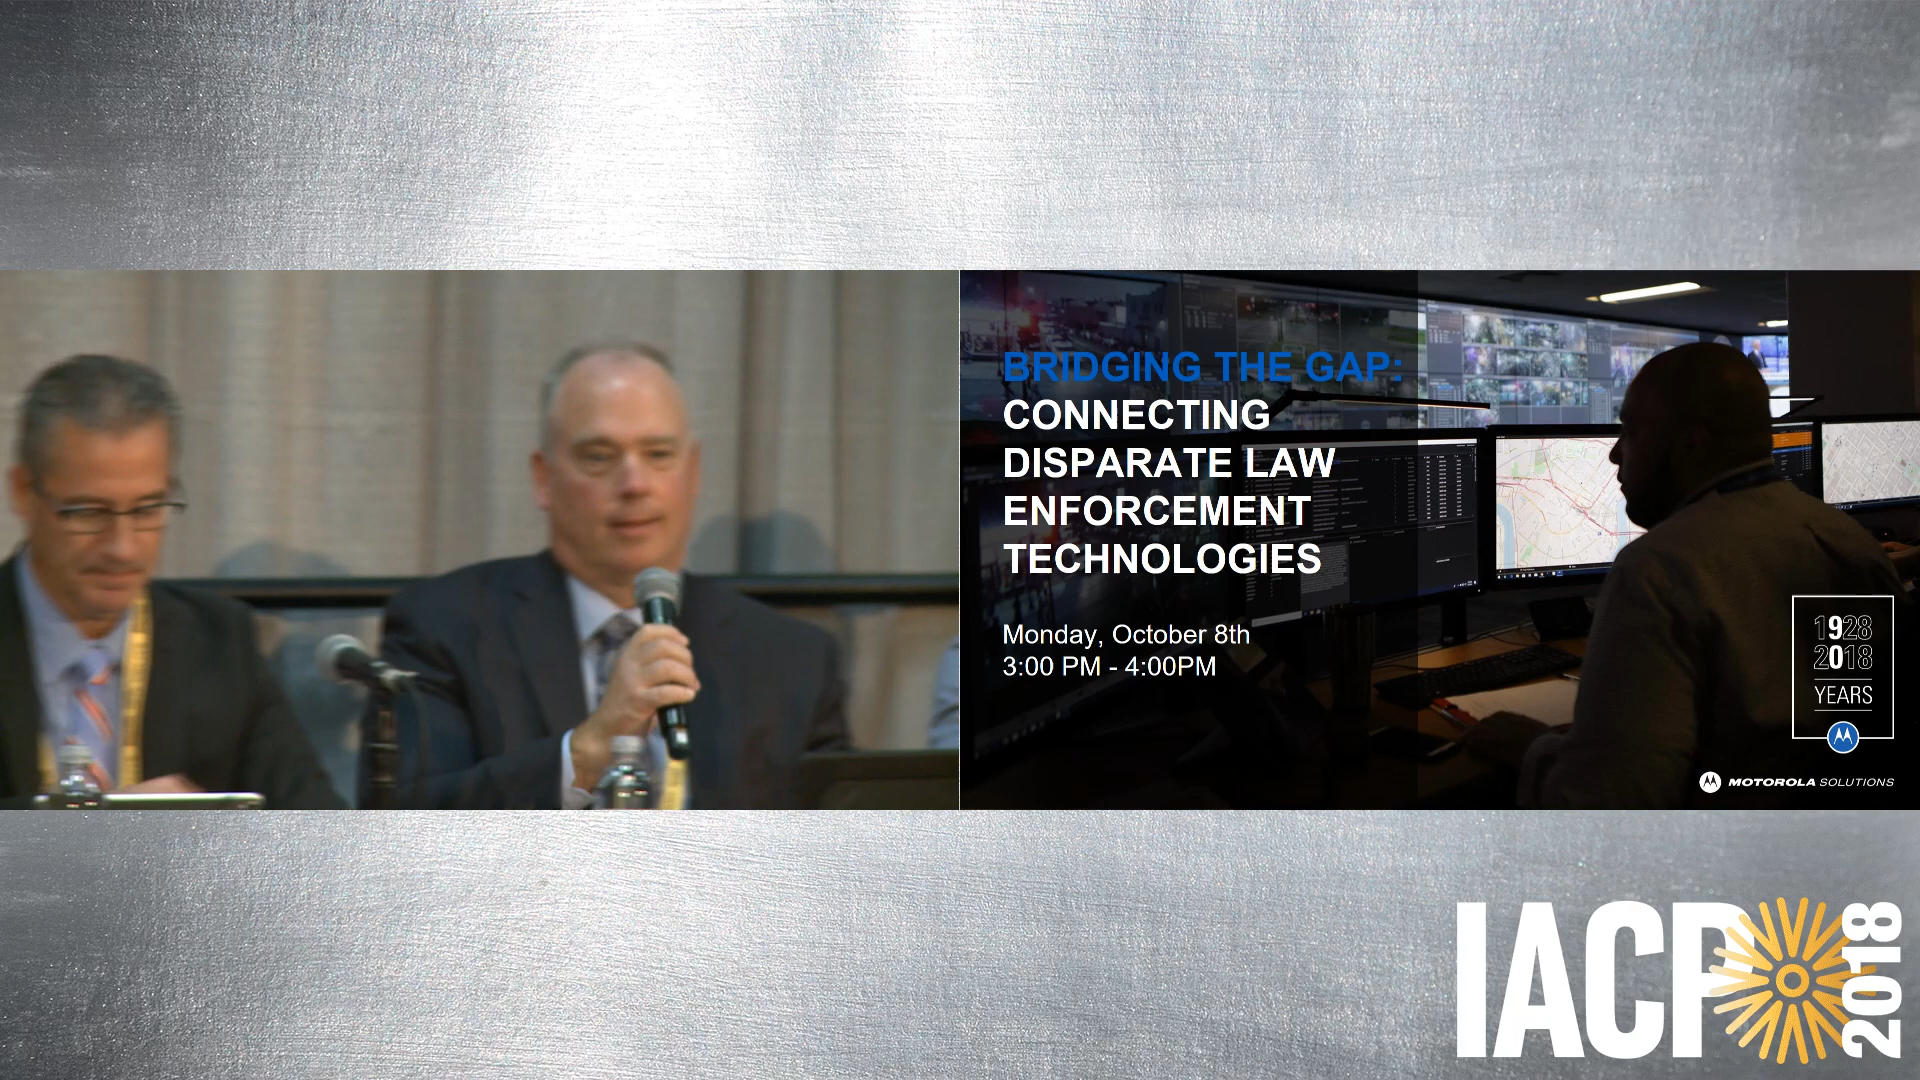 BRIDGING THE GAP:
CONNECTING
DISPARATE LAW
ENFORCEMENT
TECHNOLOGIES
Monday, October 8th
3:00 PM - 4:00PM
1928
2018
YEARS
MOTOROLA SOLUTIONS
IACP
2018